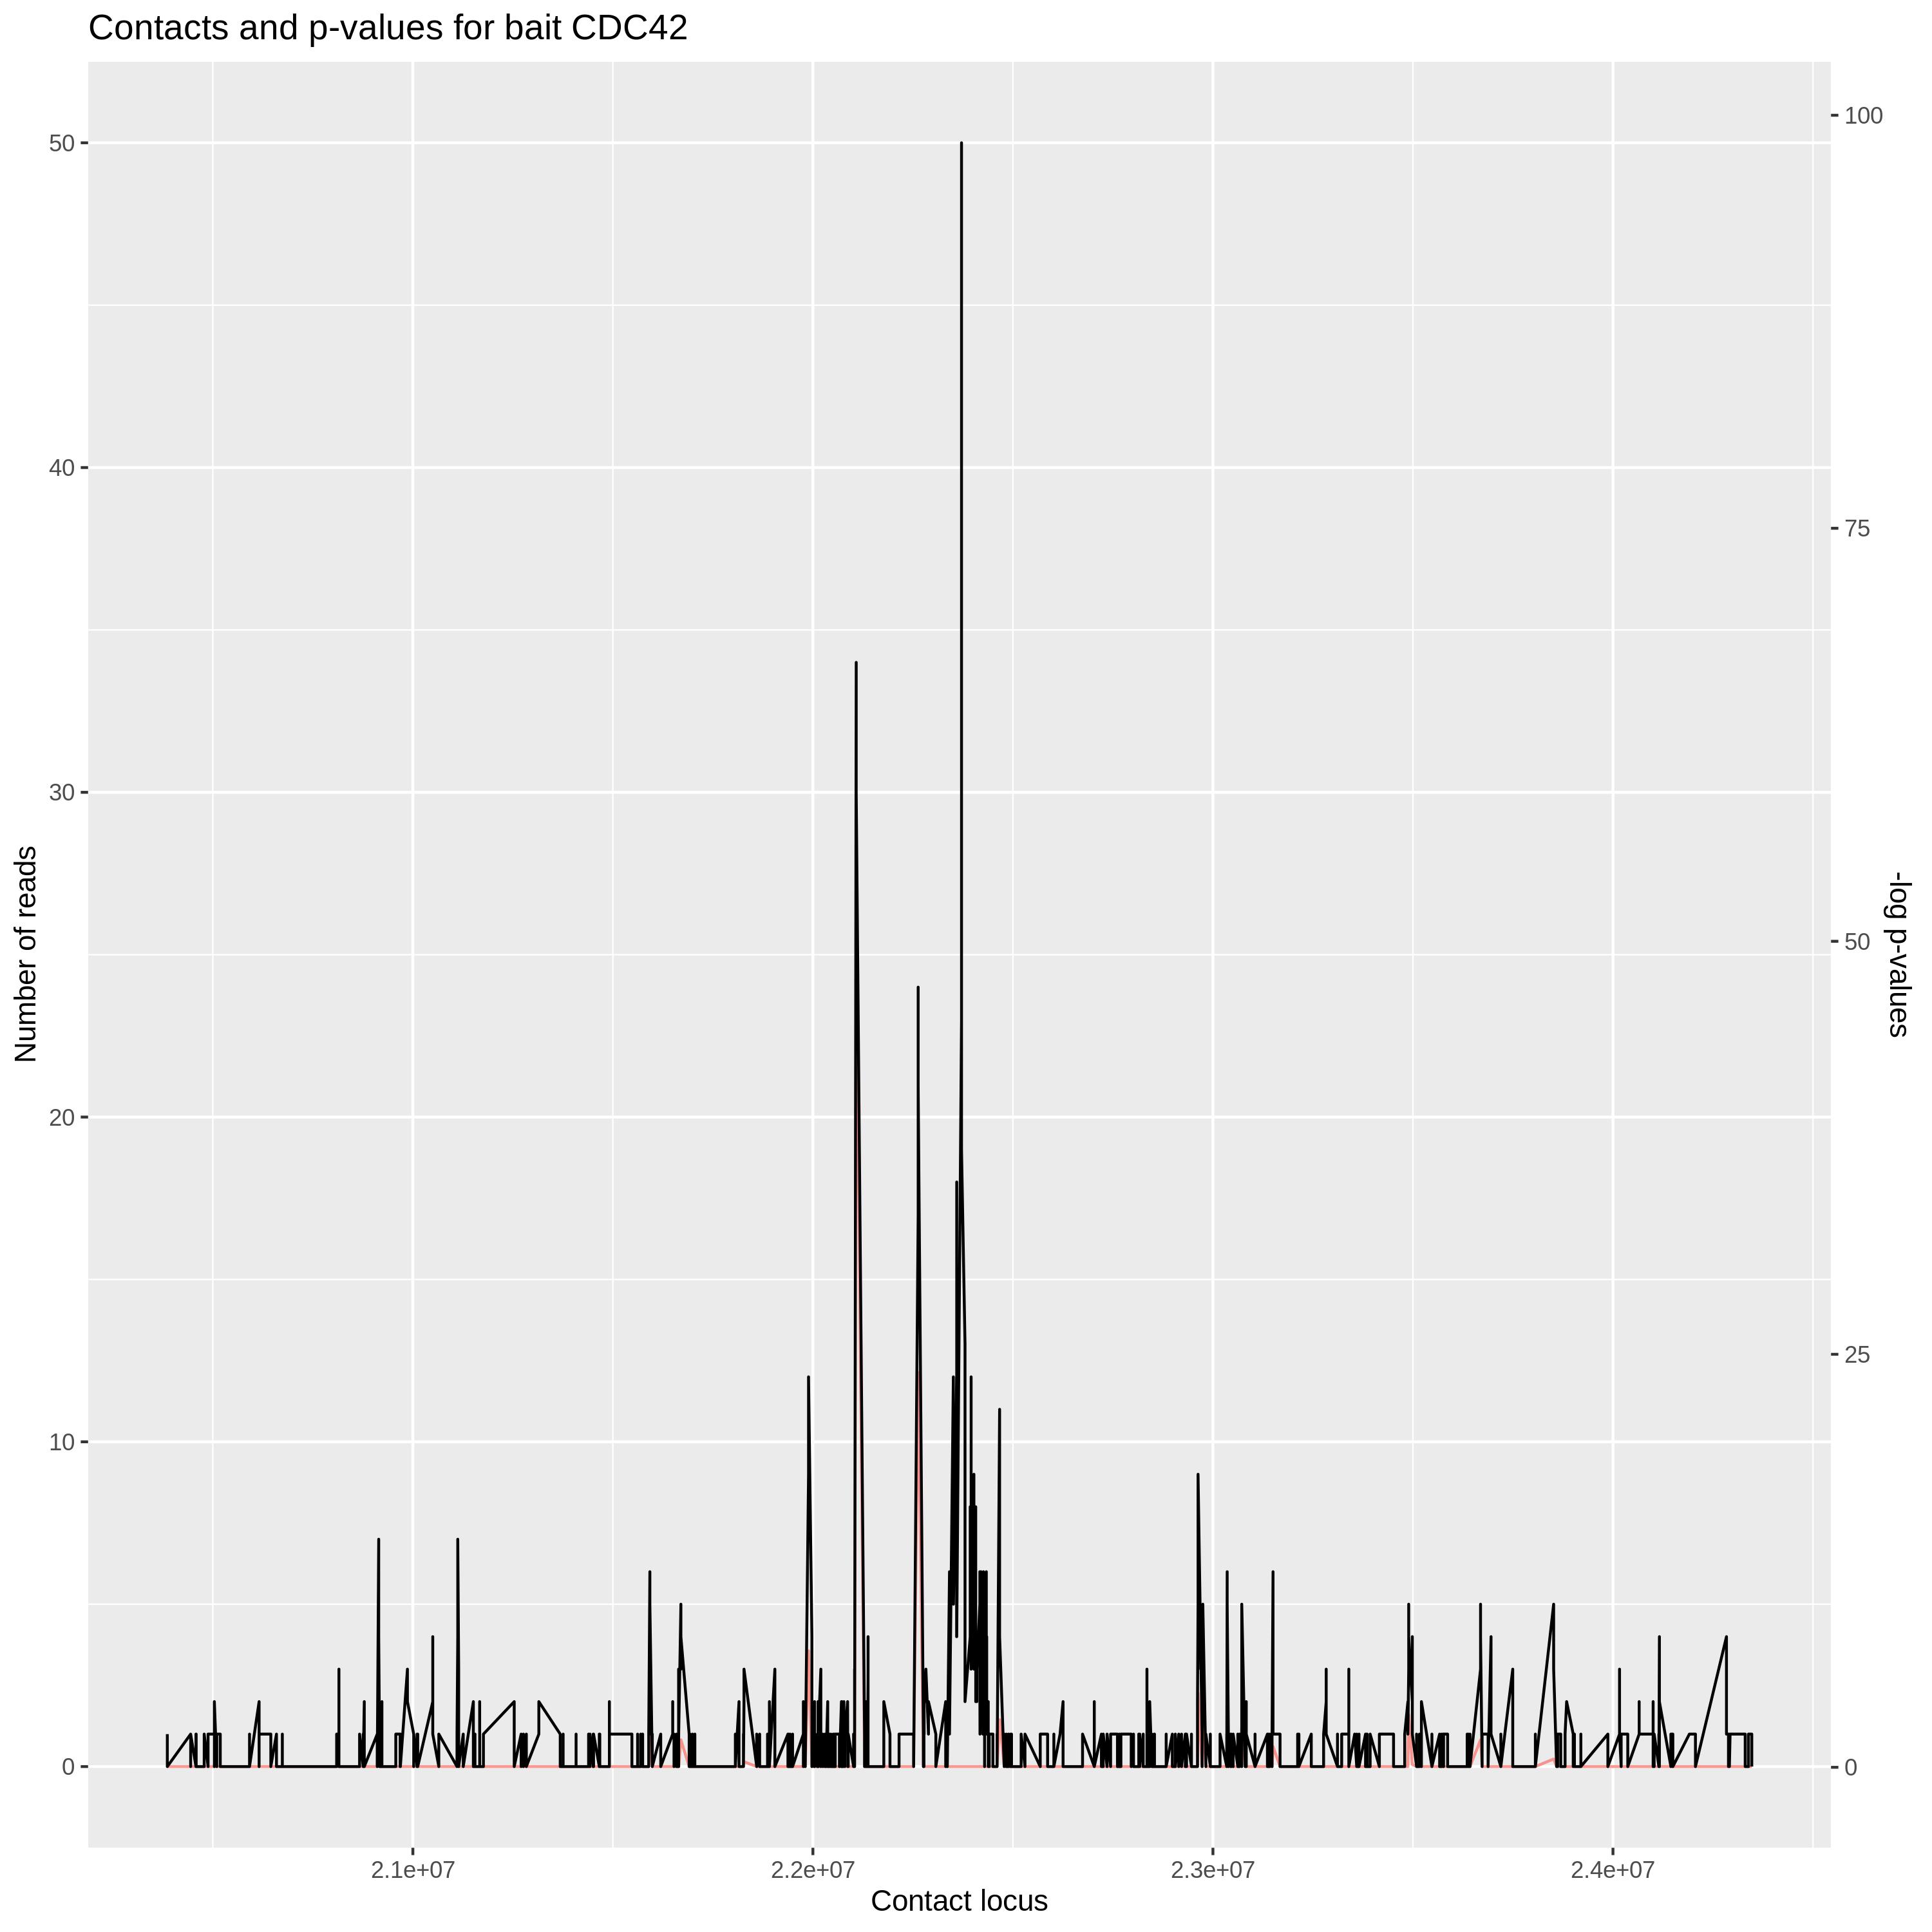 Contacts and p-values for bait CDC42
50
40
30
20
10
0
Number of reads
100
75
50
25
0
-log p-values
2.1e+07
2.2e+07
2.3e+07
2.4e+07
Contact locus